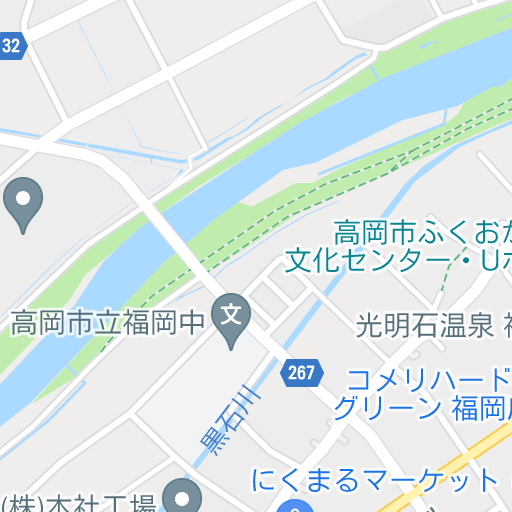 32
高岡市ふくおか
文化センター・Uホ
高岡市立福岡中
文
光明石温泉
267
コメリハード
グリーン 福岡
黒石川
にくまるマーケット
(株)本社工場